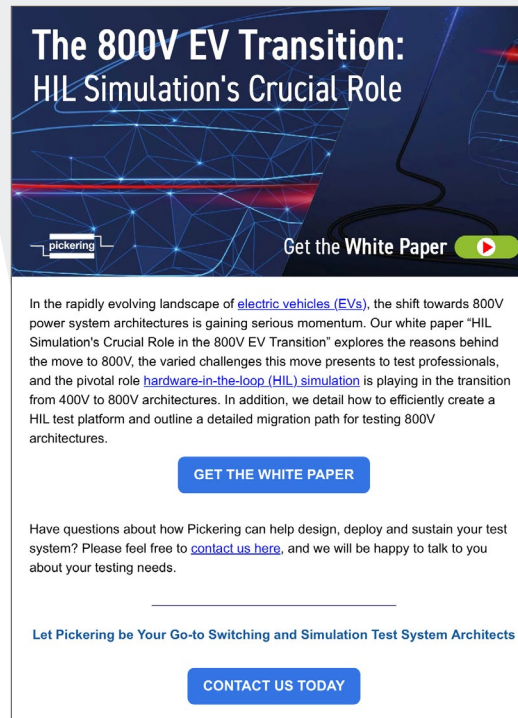 The 800V EV Transition:
HIL Simulation's Crucial Role
pickering
Get the White Paper
In the rapidly evolving landscape of electric vehicles (EVs), the shift towards 800V
power system architectures is gaining serious momentum. Our white paper “HIL
Simulation's Crucial Role in the 800V EV Transition” explores the reasons behind
the move to 800V, the varied challenges this move presents to test professionals,
and the pivotal role hardware-in-the-loop (HIL) simulation is playing in the transition
from 400V to 800V architectures. In addition, we detail how to efficiently create a
HIL test platform and outline a detailed migration path for testing 800V
architectures.
GET THE WHITE PAPER
Have questions about how Pickering can help design, deploy and sustain your test
system? Please feel free to contact us here, and we will be happy to talk to you
about your testing needs.
Let Pickering be Your Go-to Switching and Simulation Test System Architects
CONTACT US TODAY